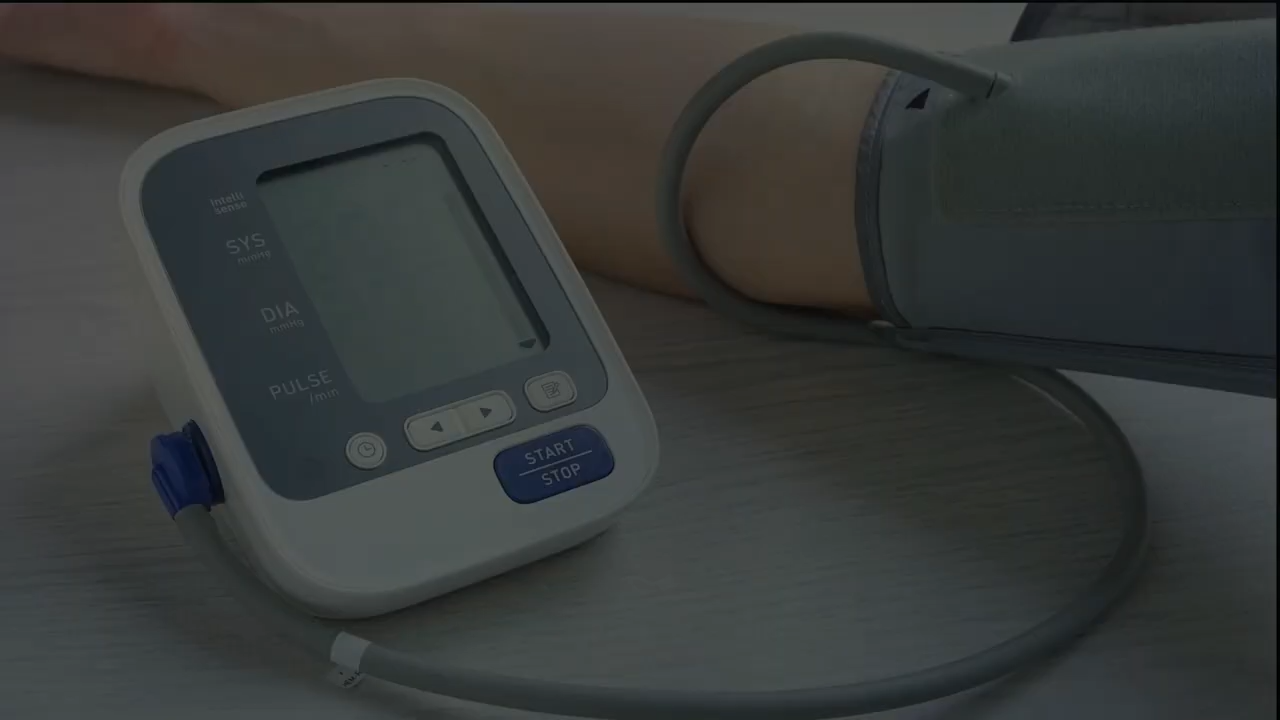 Intelli
sense
SYS
mmHg
DIA
mmHg
PULSE
/min
START
STOP